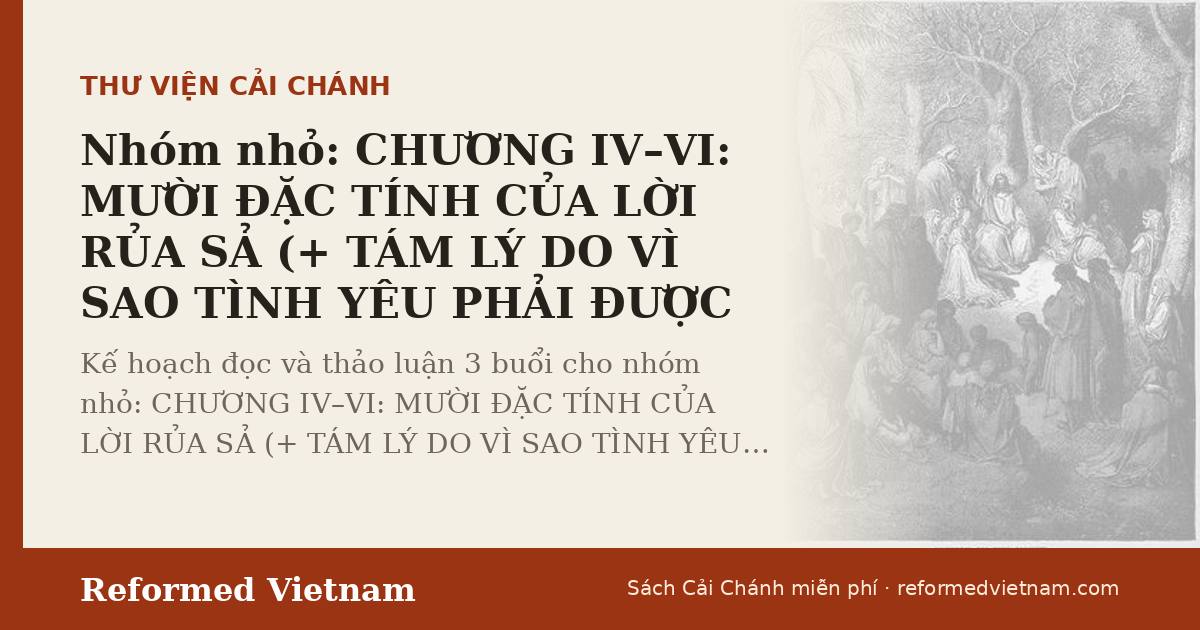 THƯ VIỆN CẢI CHÁNH
Nhóm nhỏ: CHƯƠNG IV–VI:
MƯỜI ĐẶC TÍNH CỦA LỜI
RỦA SẢ (+ TÁM LÝ DO VÌ
SAO TÌNH YÊU PHẢI ĐƯỢC
Kế hoạch đọc và thảo luận 3 buổi cho nhóm
nhỏ: CHƯƠNG IV–VI: MƯỜI ĐẶC TÍNH CỦA
LỜI RỦA SẢ (+ TÁM LÝ DO VÌ SAO TÌNH YÊU…
Reformed Vietnam
Sách Cải Chánh miễn phí · reformedvietnam.com